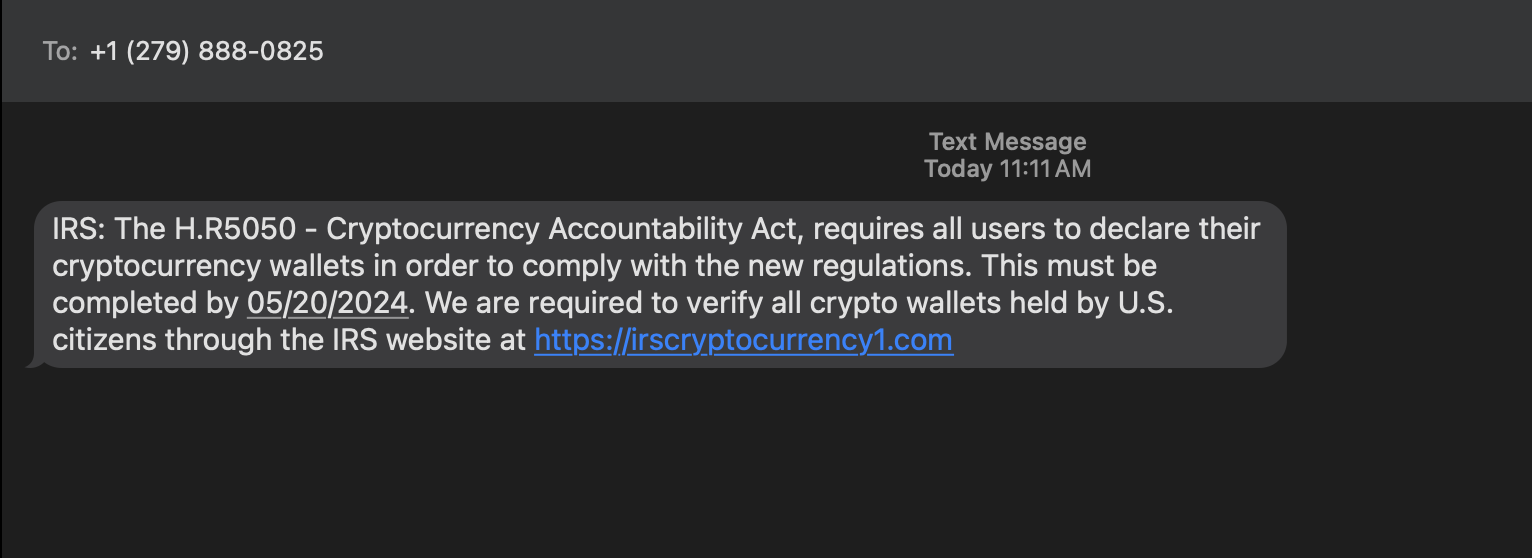 To: +1 (279) 888-0825
Text Message
Today 11:11 AM
IRS: The H.R5050 - Cryptocurrency Accountability Act, requires all users to declare their
cryptocurrency wallets in order to comply with the new regulations. This must be
completed by 05/20/2024. We are required to verify all crypto wallets held by U.S.
citizens through the IRS website at https://irscryptocurrency1.com